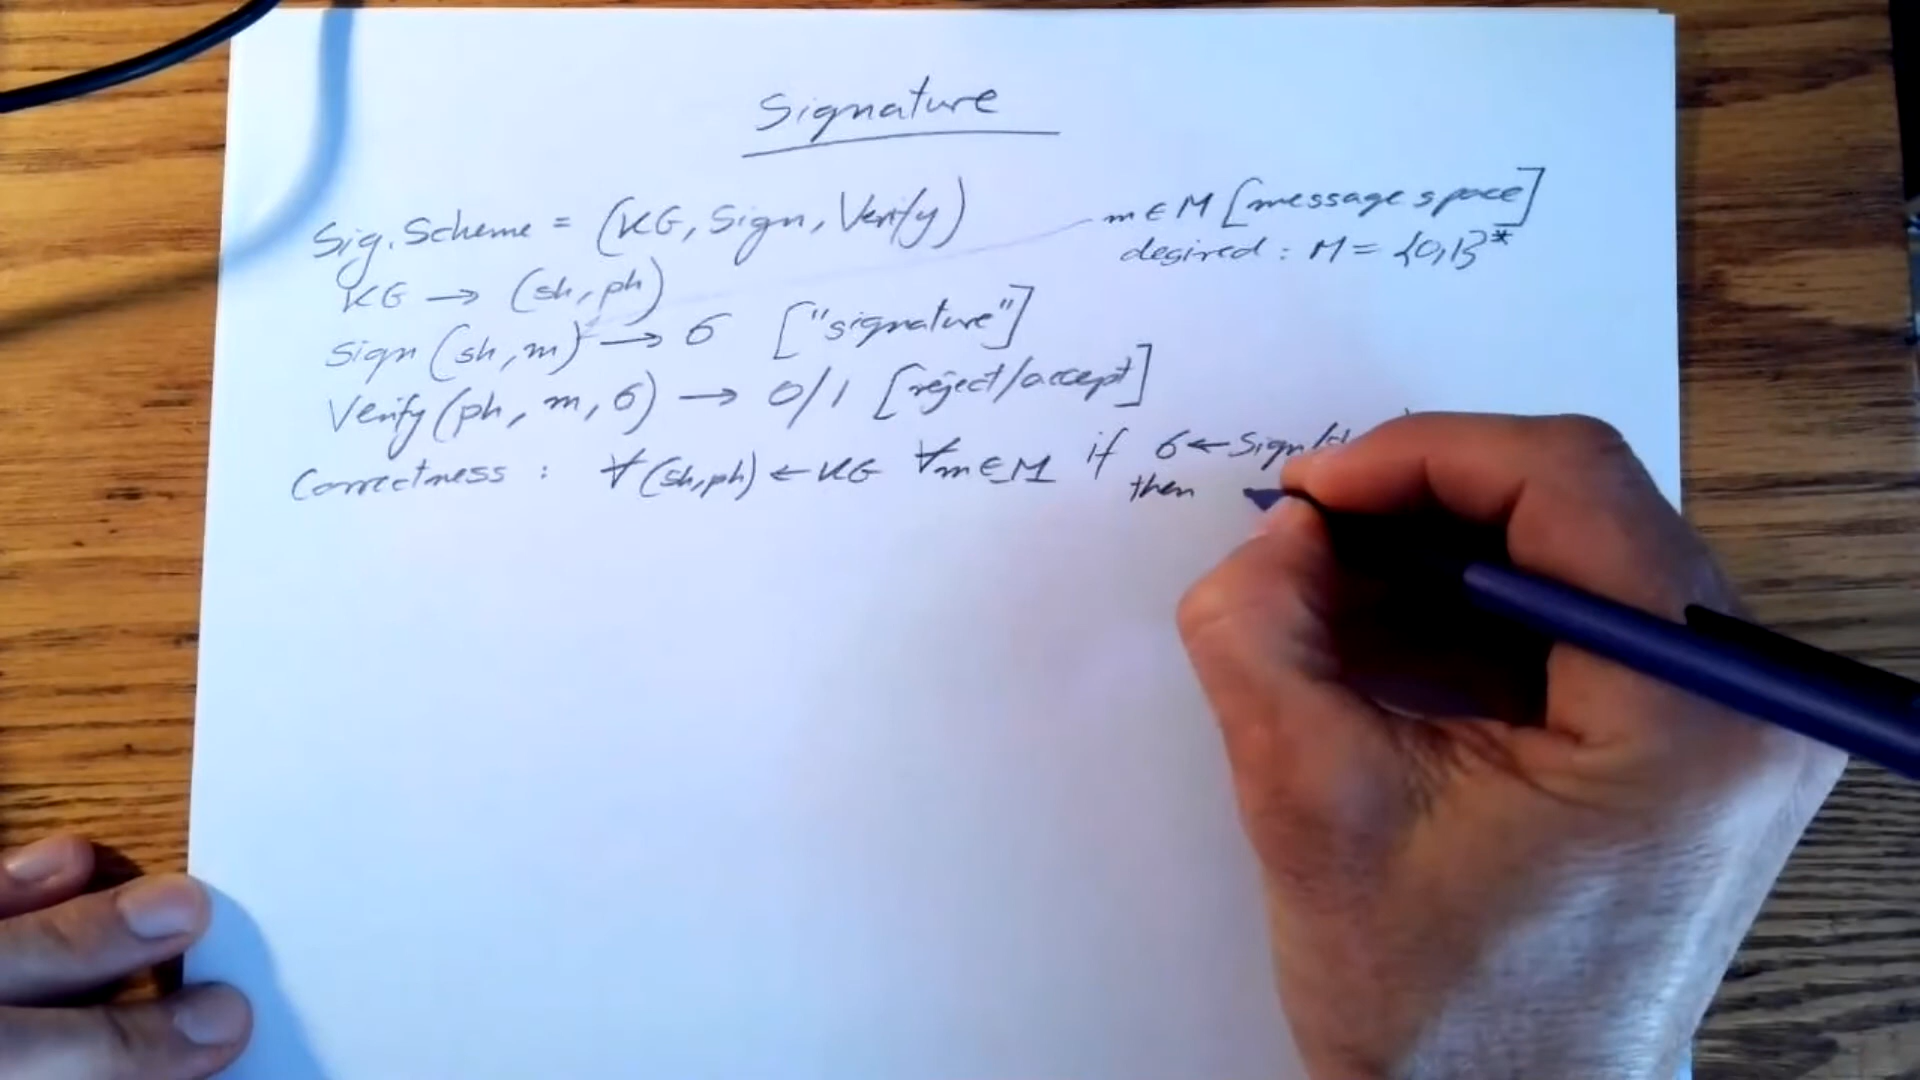 Signature
Sig. Scheme = (KG, Sign, Verify)
m ∈ M [message space]
desired : M = {0,1}*
KG → (sk, pk)
Sign (sk, m) → σ ["signature"]
Verify (pk, m, σ) → 0/1 [reject/accept]
Correctness : ∀ (sk, pk) ← KG ∀m∈M if σ ← Sign(
then